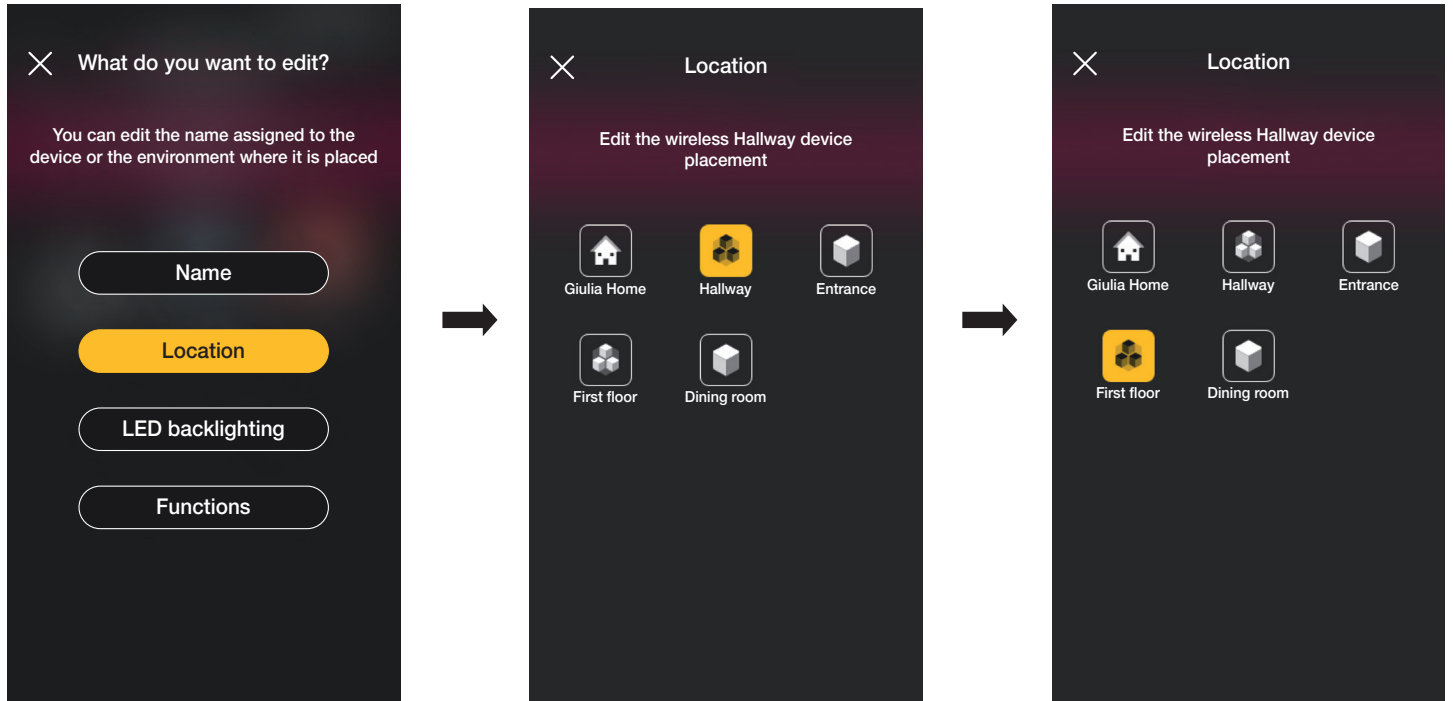 What do you want to edit?
You can edit the name assigned to the
device or the environment where it is placed
Name
Location
LED backlighting
Functions
Location
Edit the wireless Hallway device
placement
Giulia Home
Hallway
Entrance
First floor
Dining room
Location
Edit the wireless Hallway device
placement
Giulia Home
Hallway
Entrance
First floor
Dining room